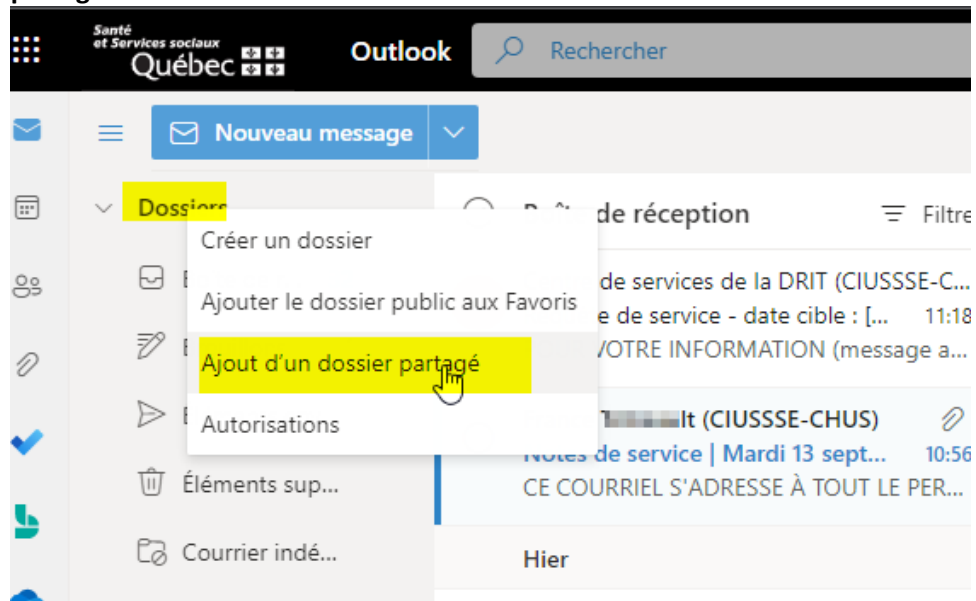 Santé
et Services sociaux
Québec
Outlook
Rechercher
Nouveau message
Dossiers
Créer un dossier
Ajouter le dossier public aux Favoris
Ajout d'un dossier partagé
Autorisations
Éléments sup...
Courrier indé...
de réception
Filtre
de services de la DRIT (CIUSSSE-C...
e de service - date cible : [... 11:18
VOTRE INFORMATION (message a...
lt (CIUSSSE-CHUS)
Notes de service | Mardi 13 sept... 10:56
CE COURRIEL S'ADRESSE À TOUT LE PER...
Hier